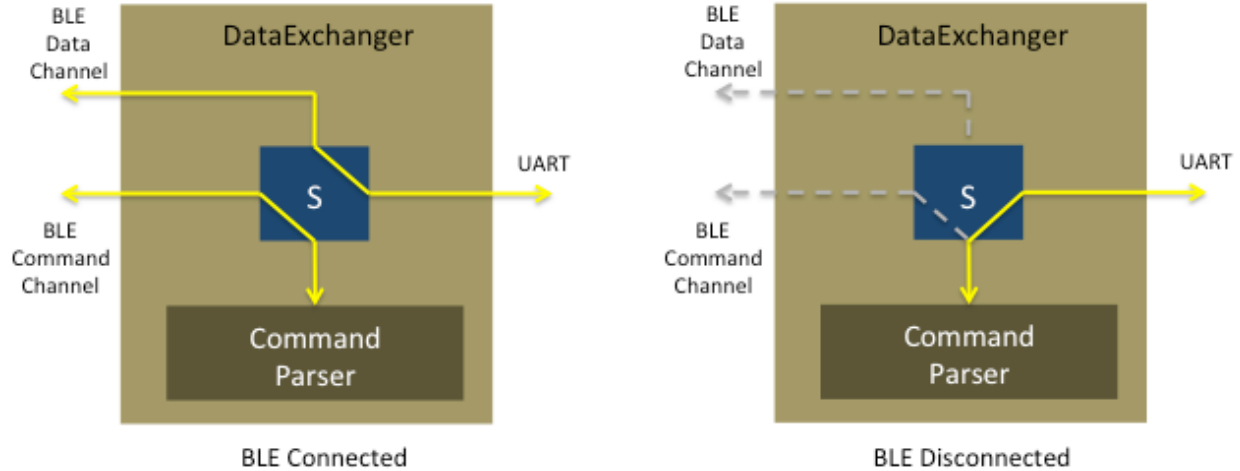 BLE
Data
Channel
DataExchanger
S
UART
BLE
Command
Channel
Command
Parser
BLE Connected
BLE
Data
Channel
DataExchanger
S
UART
BLE
Command
Channel
Command
Parser
BLE Disconnected